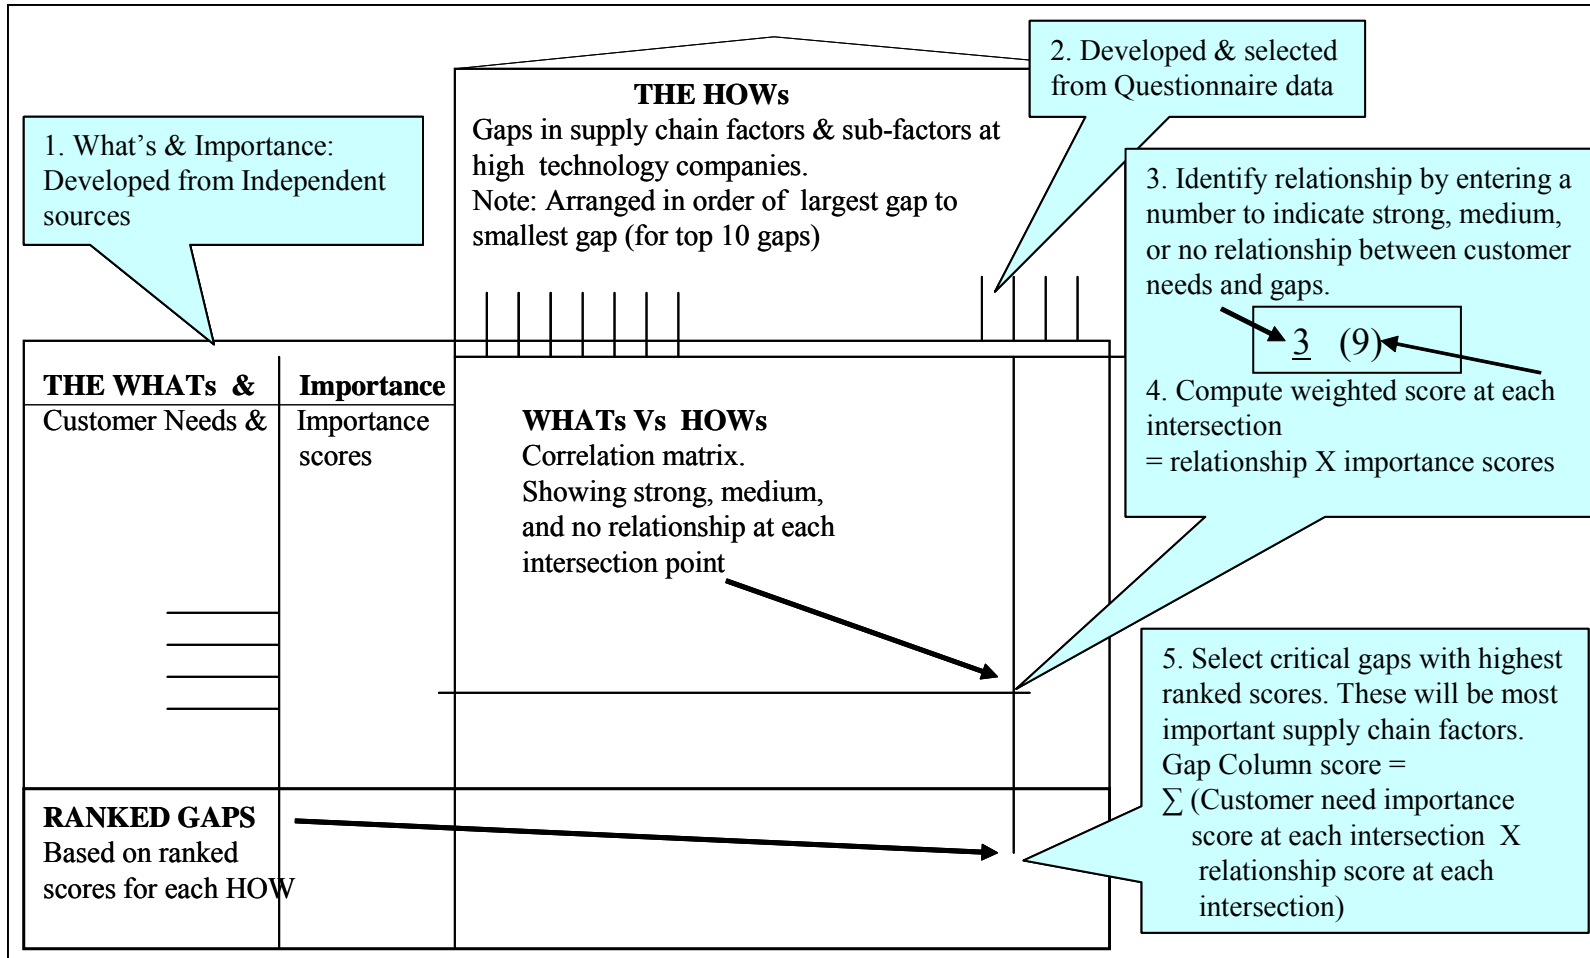 2. Developed & selected
from Questionnaire data
THE HOWs
Gaps in supply chain factors & sub-factors at
high technology companies.
Note: Arranged in order of largest gap to
smallest gap (for top 10 gaps)
1. What's & Importance:
Developed from Independent
sources
3. Identify relationship by entering a
number to indicate strong, medium,
or no relationship between customer
needs and gaps.
3 (9)
4. Compute weighted score at each
intersection
= relationship X importance scores
THE WHATs &
Customer Needs &
Importance
Importance
scores
WHATs Vs HOWs
Correlation matrix.
Showing strong, medium,
and no relationship at each
intersection point
5. Select critical gaps with highest
ranked scores. These will be most
important supply chain factors.
Gap Column score =
∑ (Customer need importance
score at each intersection X
relationship score at each
intersection)
RANKED GAPS
Based on ranked
scores for each HOW